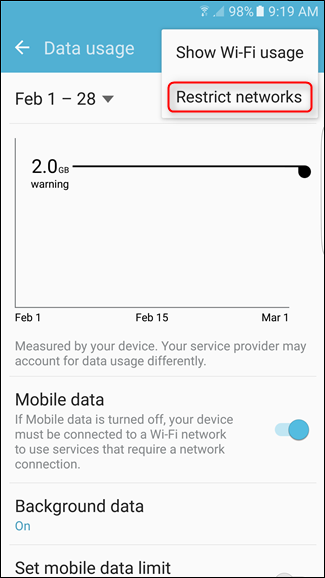 98% 9:19 AM
Data usage
Show Wi-Fi usage
Restrict networks
Feb 1 – 28
2.0GB
warning
Feb 1 Feb 15 Mar 1
Measured by your device. Your service provider may
account for data usage differently.
Mobile data
If Mobile data is turned off, your device
must be connected to a Wi-Fi network
to use services that require a network
connection.
Background data
On
Set mobile data limit